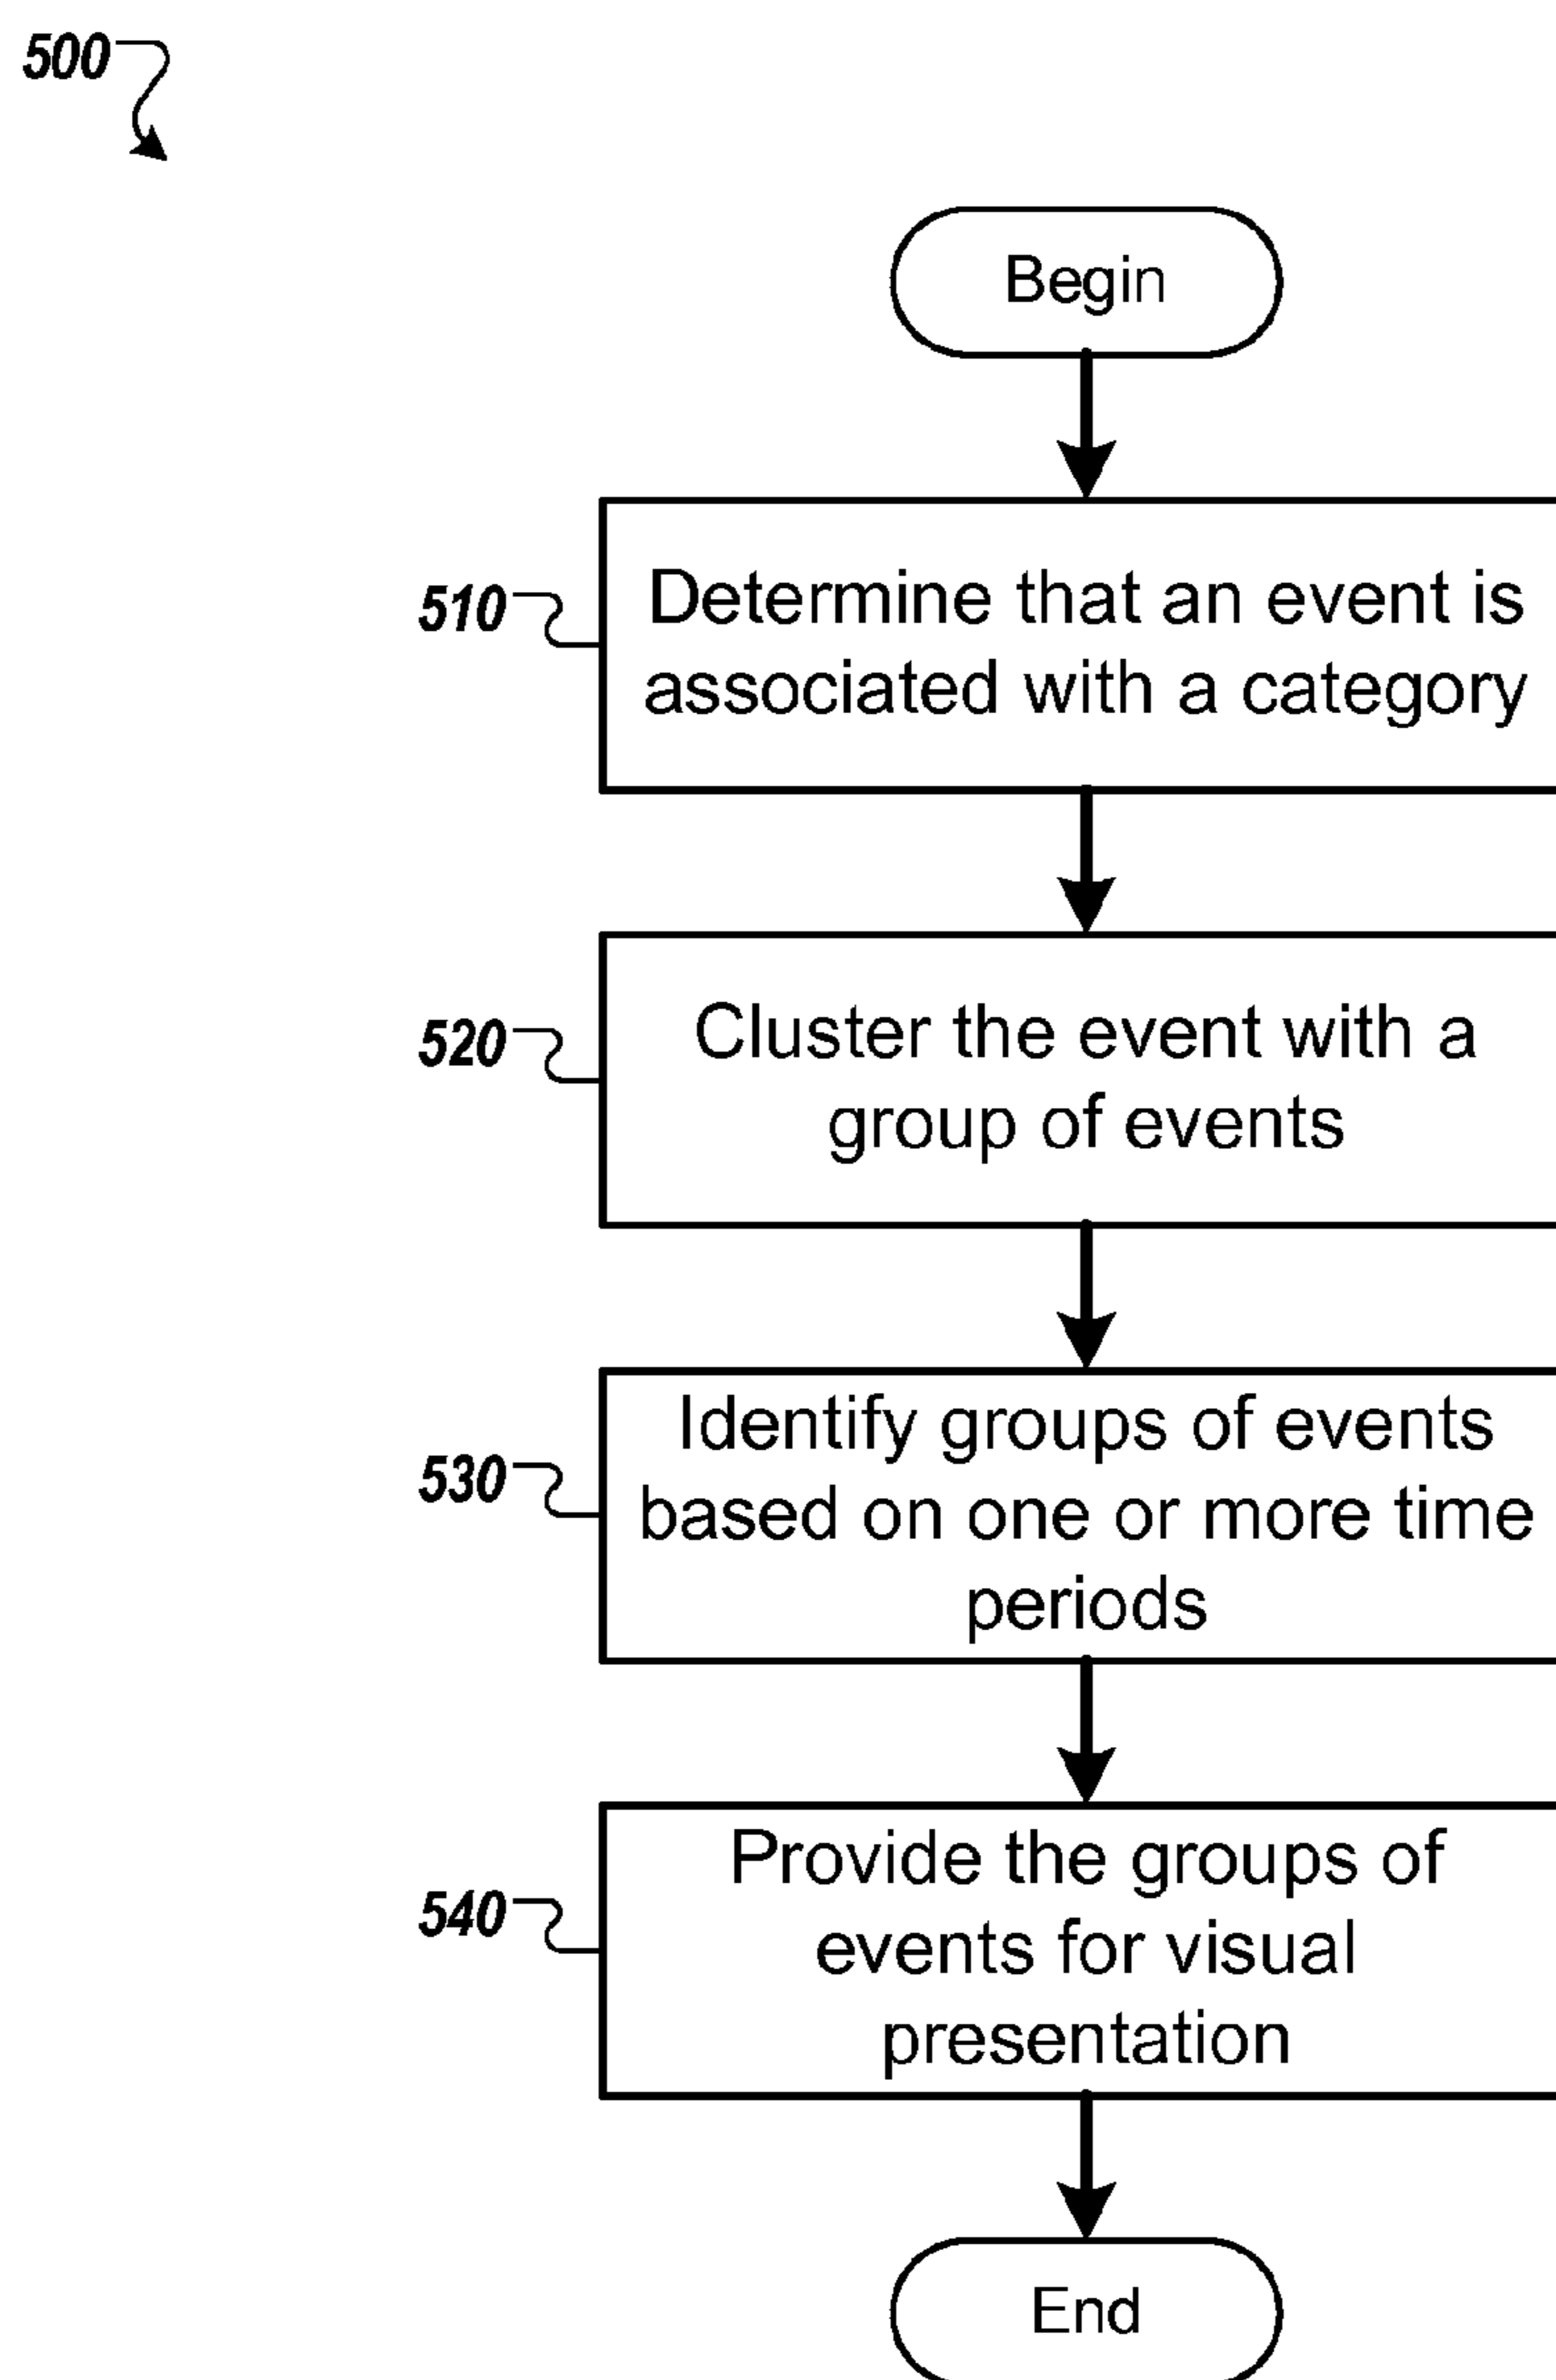 500
Begin
510
Determine that an event is
associated with a category
520
Cluster the event with a
group of events
530
Identify groups of events
based on one or more time
periods
540
Provide the groups of
events for visual
presentation
End